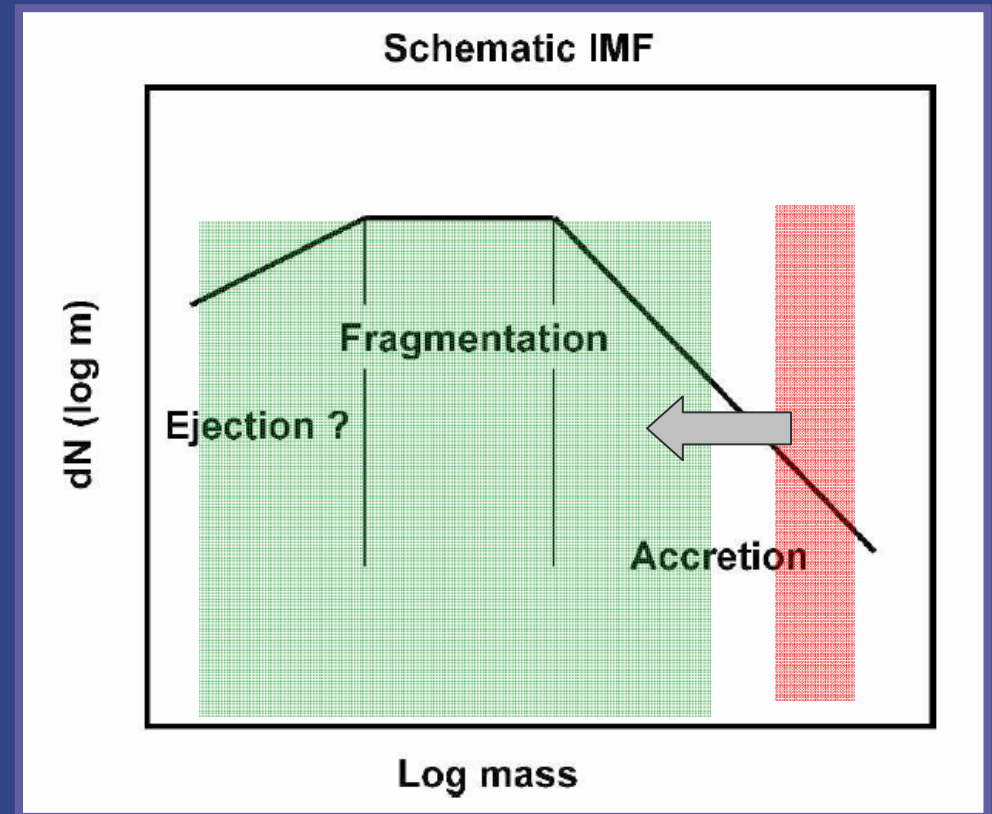 Schematic IMF
dN (log m)
Fragmentation
Ejection ?
Accretion
Log mass